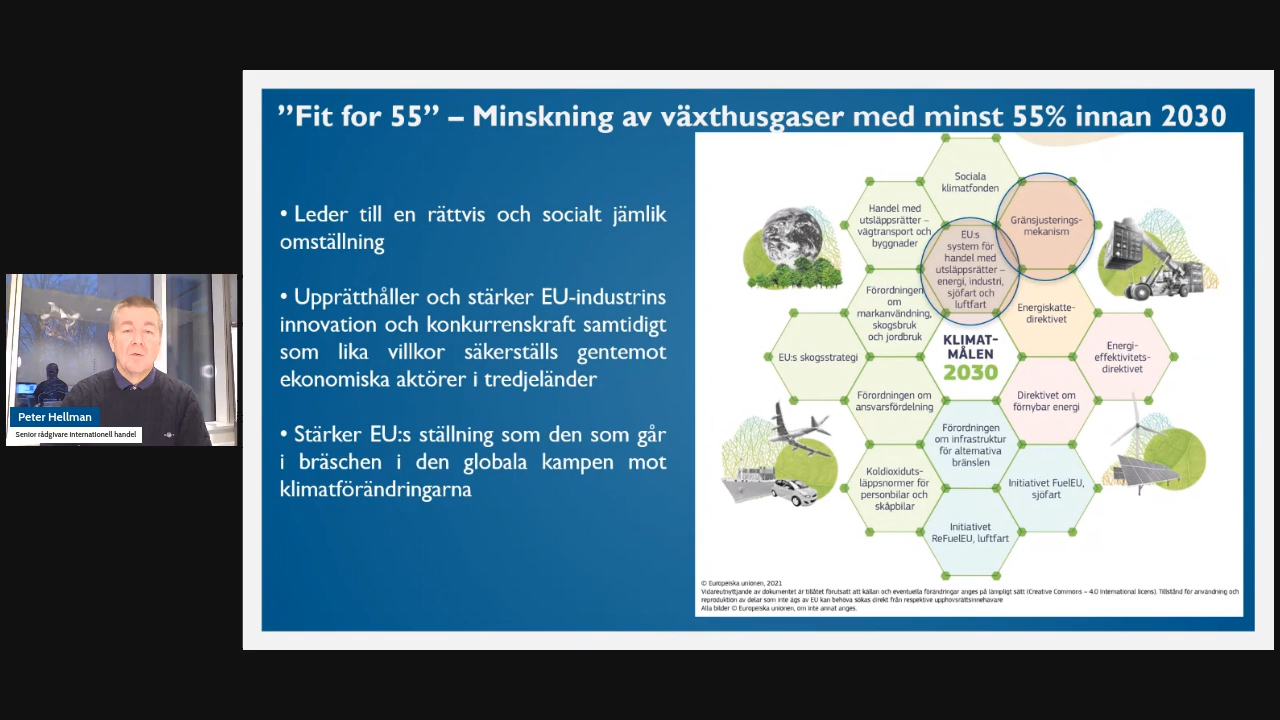 ”Fit for 55” – Minskning av växthusgaser med minst 55% innan 2030
• Leder till en rättvis och socialt jämlik
omställning
• Upprätthåller och stärker EU-industrins
innovation och konkurrenskraft samtidigt
som lika villkor säkerställs gentemot
ekonomiska aktörer i tredjeländer
• Stärker EU:s ställning som den som går
i bräschen i den globala kampen mot
klimatförändringarna
Sociala
klimatfonden
Handel med
utsläppsrätter –
vägtransport och
byggnader
Gränsjusterings-
mekanism
EU:s
system för
handel med
utsläppsrätter –
energi, industri,
sjöfart och
luftfart
Förordningen
om
markanvändning,
skogsbruk
och jordbruk
Energiskatte-
direktivet
EU:s skogsstrategi
KLIMAT-
MÅLEN
2030
Energi-
effektivitets-
direktivet
Förordningen om
ansvarsfördelning
Direktivet om
förnybar energi
Förordningen
om infrastruktur
för alternativa
bränslen
Koldioxiduts-
läppsnormer för
personbilar och
skåpbilar
Initiativet FuelEU,
sjöfart
Initiativet
ReFuelEU, luftfart
© Europeiska unionen, 2021
Vidareutnyttjande av dokumentet är tillåtet förutsatt att källan och eventuella förändringar anges på lämpligt sätt (Creative Commons – 4.0 International licens). Tillstånd för användning och
reproduktion av delar som inte ägs av EU kan behöva sökas direkt från respektive upphovsrättsinnehavare
Alla bilder © Europeiska unionen, om inte annat anges.
Peter Hellman
Senior rådgivare Internationell handel